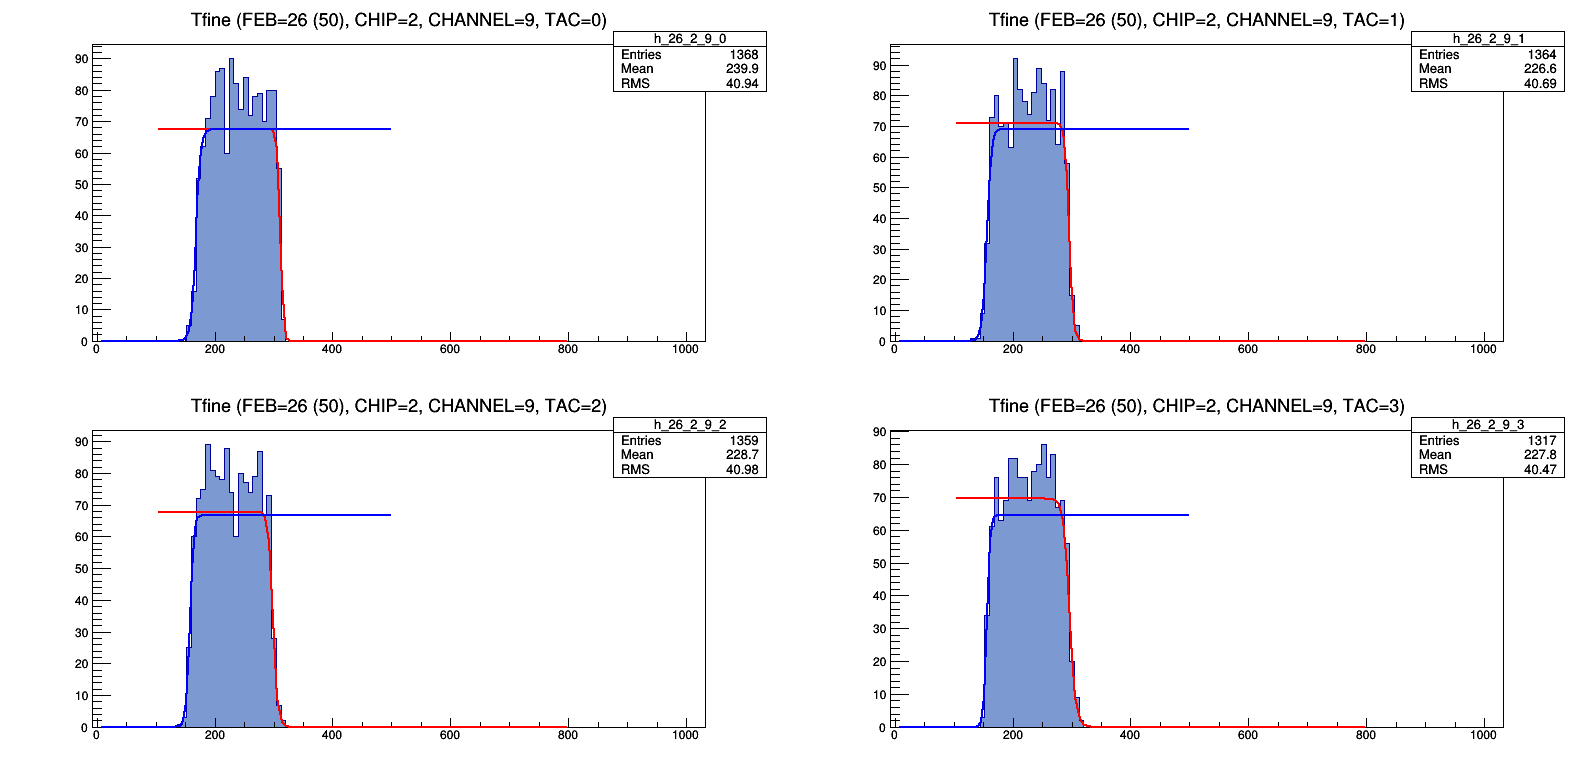 Tfine (FEB=26 (50), CHIP=2, CHANNEL=9, TAC=0)
h_26_2_9_0
Entries 1368
Mean 239.9
RMS 40.94
90
80
70
60
50
40
30
20
10
0
0 200 400 600 800 1000
Tfine (FEB=26 (50), CHIP=2, CHANNEL=9, TAC=1)
h_26_2_9_1
Entries 1364
Mean 226.6
RMS 40.69
90
80
70
60
50
40
30
20
10
0
0 200 400 600 800 1000
Tfine (FEB=26 (50), CHIP=2, CHANNEL=9, TAC=2)
h_26_2_9_2
Entries 1359
Mean 228.7
RMS 40.98
90
80
70
60
50
40
30
20
10
0
0 200 400 600 800 1000
Tfine (FEB=26 (50), CHIP=2, CHANNEL=9, TAC=3)
h_26_2_9_3
Entries 1317
Mean 227.8
RMS 40.47
90
80
70
60
50
40
30
20
10
0
0 200 400 600 800 1000